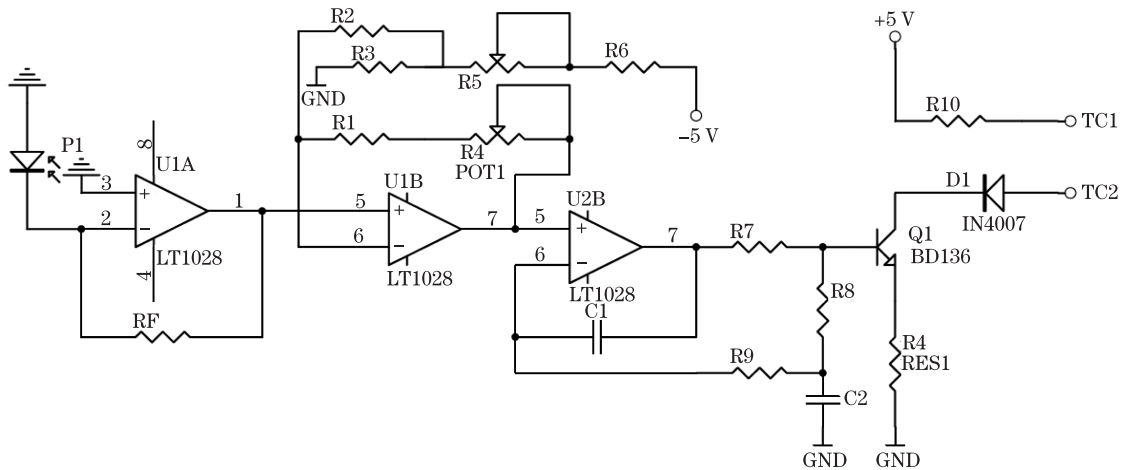 R2
+5 V
R3
R5
R6
GND
R10
TC1
R1
−5 V
P1
8
R4
POT1
U1A
3
+
U1B
D1
TC2
1
5
+
U2B
IN4007
2
−
7
5
+
6
−
7
R7
Q1
BD136
LT1028
6
−
4
LT1028
LT1028
R8
C1
RF
R9
R4
RES1
C2
GND
GND